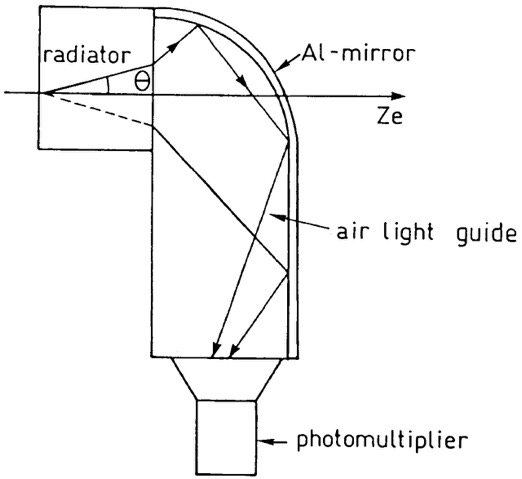 radiator
θ
Al-mirror
Ze
air light guide
photomultiplier